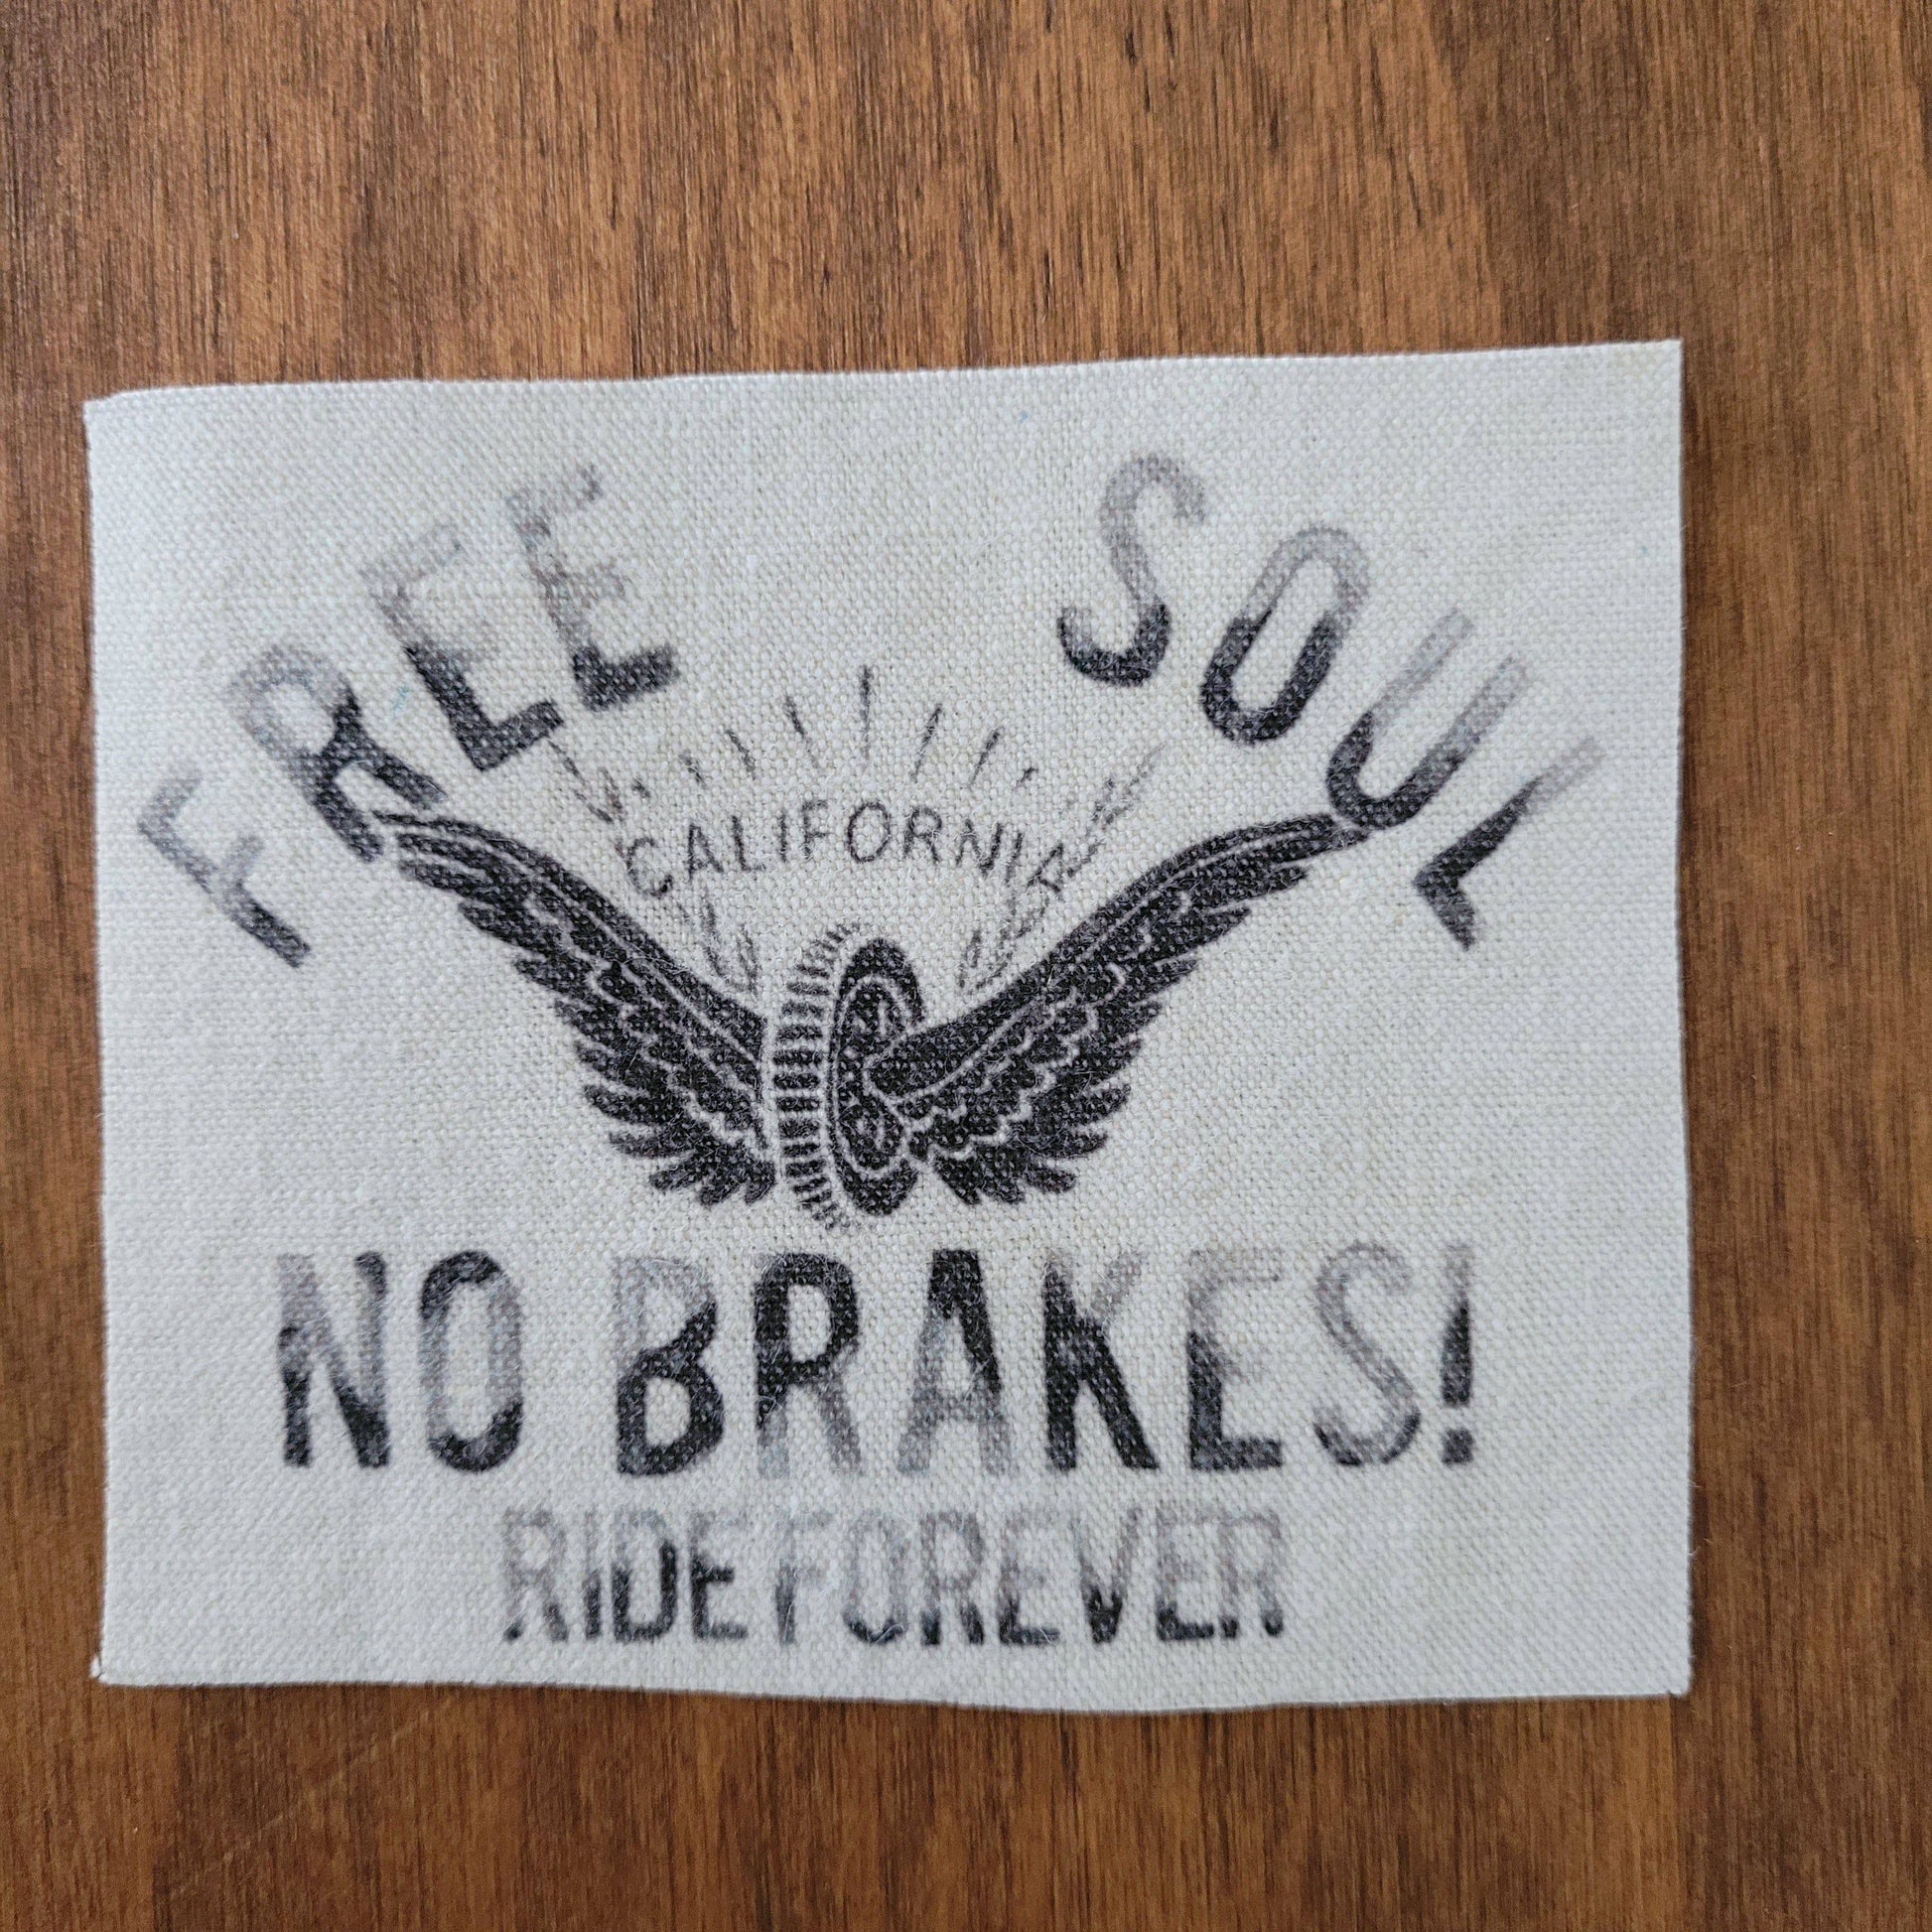 FREE SOUL
CALIFORNIA
NO BRAKES!
RIDE FOREVER